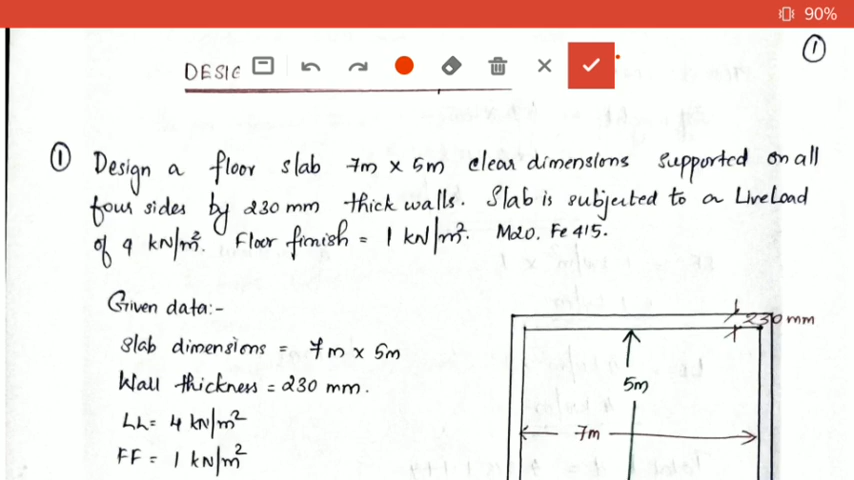 90%
①
DESIG
① Design a floor slab 7m x 5m clear dimensions supported on all
four sides by 230 mm thick walls. Slab is subjected to a Live Load
of 4 kN/m². Floor finish = 1 kN/m². M20. Fe 415.
Given data:-
Slab dimensions = 7m x 5m
Wall thickness = 230 mm.
LL = 4 kN/m²
FF = 1 kN/m²
230 mm
5m
7m